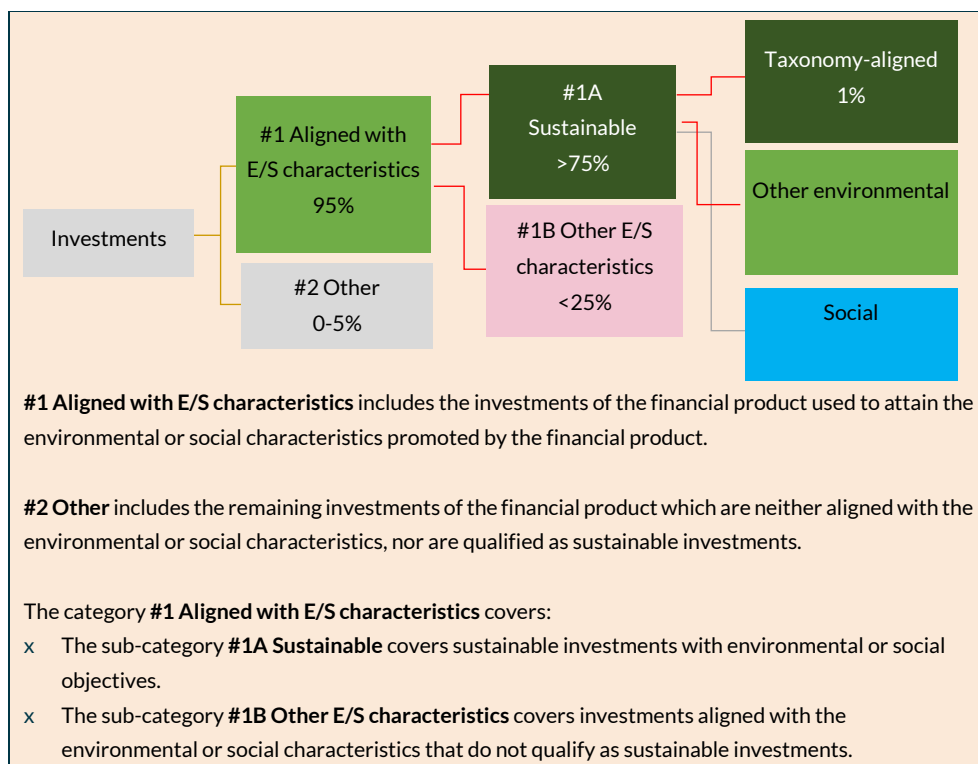 Investments
#1 Aligned with
E/S characteristics
95%
#2 Other
0-5%
#1A
Sustainable
>75%
#1B Other E/S
characteristics
<25%
Taxonomy-aligned
1%
Other environmental
Social
#1 Aligned with E/S characteristics includes the investments of the financial product used to attain the
environmental or social characteristics promoted by the financial product.
#2 Other includes the remaining investments of the financial product which are neither aligned with the
environmental or social characteristics, nor are qualified as sustainable investments.
The category #1 Aligned with E/S characteristics covers:
x The sub-category #1A Sustainable covers sustainable investments with environmental or social
objectives.
x The sub-category #1B Other E/S characteristics covers investments aligned with the
environmental or social characteristics that do not qualify as sustainable investments.